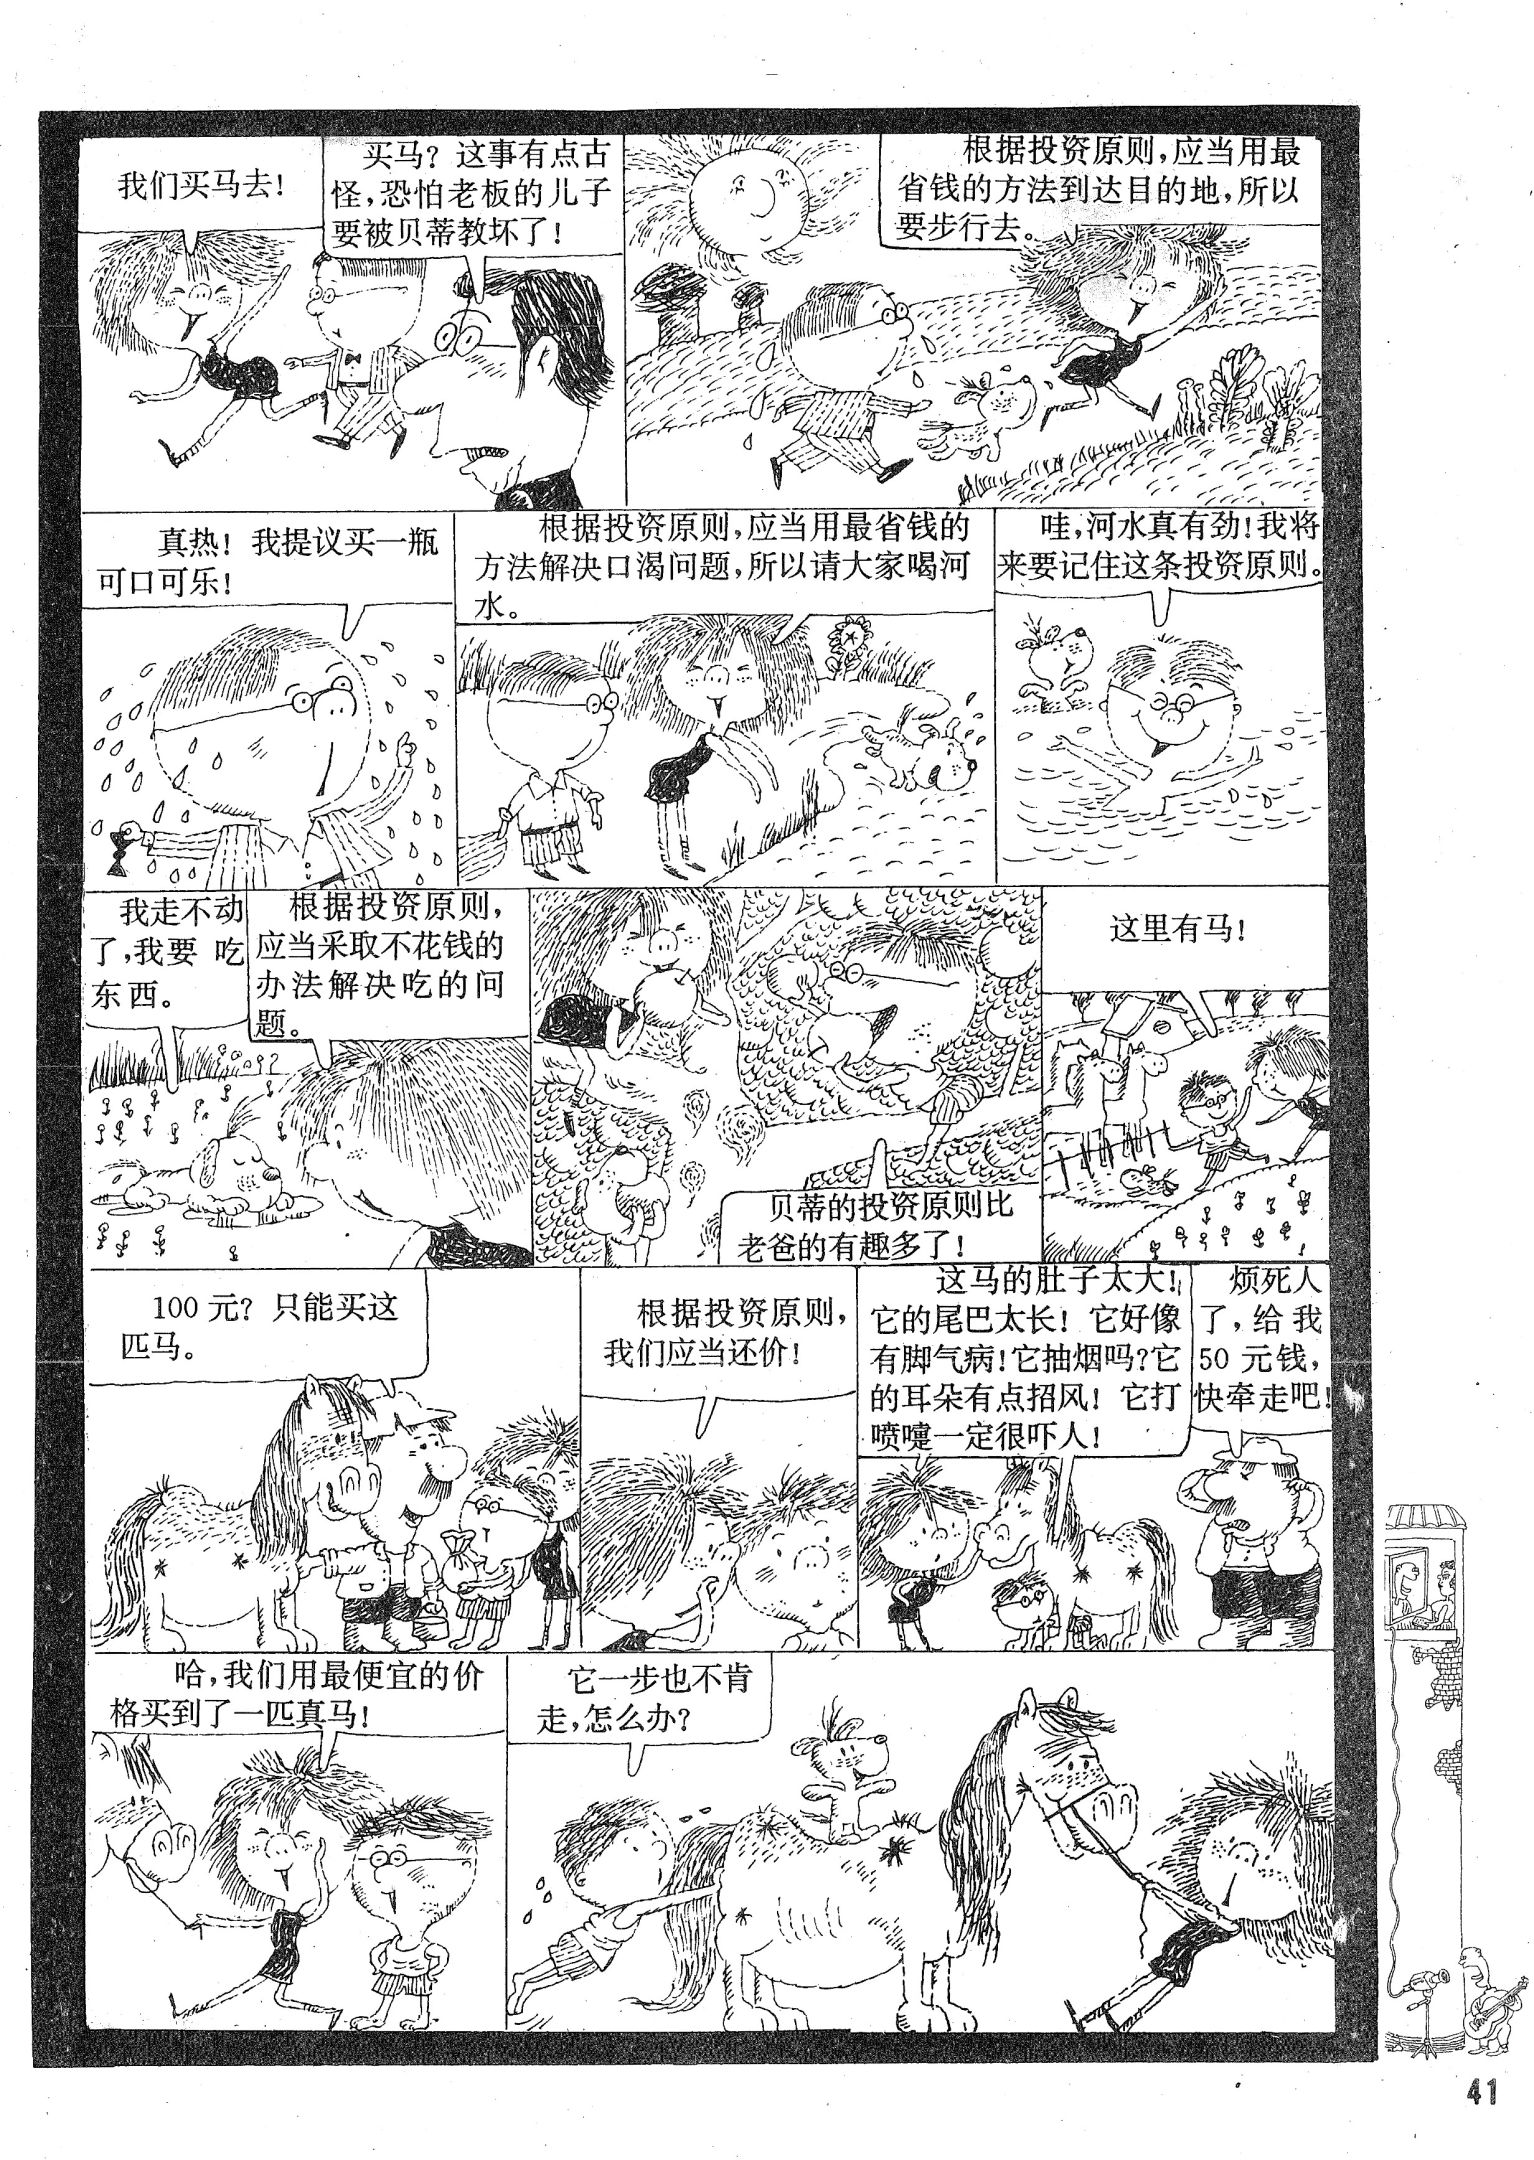 我们买马去！
买马？这事有点古
怪，恐怕老板的儿子
要被贝蒂教坏了！
根据投资原则，应当用最
省钱的方法到达目的地，所以
要步行去。
真热！我提议买一瓶
可口可乐！
根据投资原则，应当用最省钱的
方法解决口渴问题，所以请大家喝河
水。
哇，河水真有劲！我将
来要记住这条投资原则。
我走不动
了，我要吃
东西。
根据投资原则，
应当采取不花钱的
办法解决吃的问
题。
贝蒂的投资原则比
老爸的有趣多了！
这里有马！
100元？只能买这
匹马。
根据投资原则，
我们应当还价！
这马的肚子太大！
它的尾巴太长！它好像
有脚气病！它抽烟吗？它
的耳朵有点招风！它打
喷嚏一定很吓人！
烦死人
了，给我
50元钱，
快牵走吧！
哈，我们用最便宜的价
格买到了一匹真马！
它一步也不肯
走，怎么办？
41